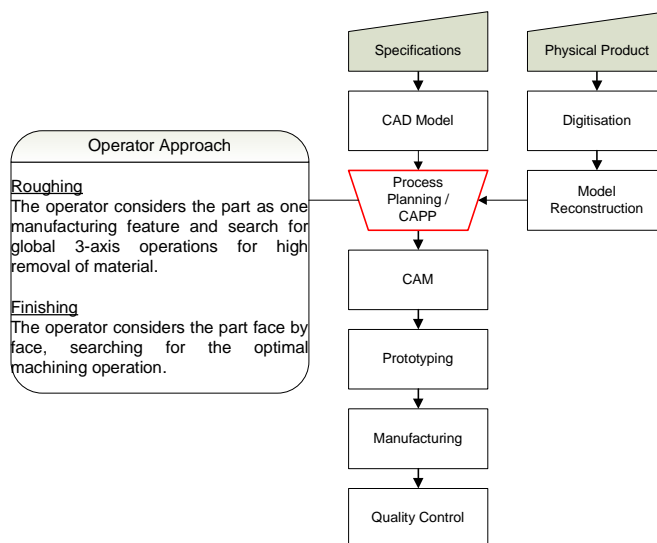 Specifications
Physical Product
CAD Model
Digitisation
Process
Planning /
CAPP
Model
Reconstruction
CAM
Prototyping
Manufacturing
Quality Control
Operator Approach
Roughing
The operator considers the part as one
manufacturing feature and search for
global 3-axis operations for high
removal of material.
Finishing
The operator considers the part face by
face, searching for the optimal
machining operation.